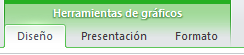 Herramientas de gráficos
Diseño Presentación Formato